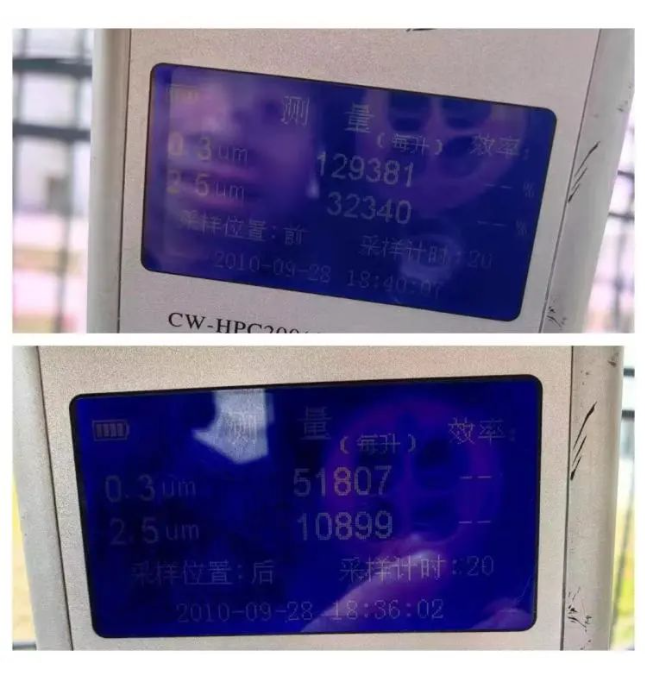 测 量 (每升) 效率:
0.3um 129381 -- %
2.5um 32340 -- %
采样位置:前 采样计时:20
2010-09-28 18:40:07
CW-HPC200
测 量 (每升) 效率:
0.3um 51807 --
2.5um 10899 --
采样位置:后 采样计时:20
2010-09-28 18:36:02